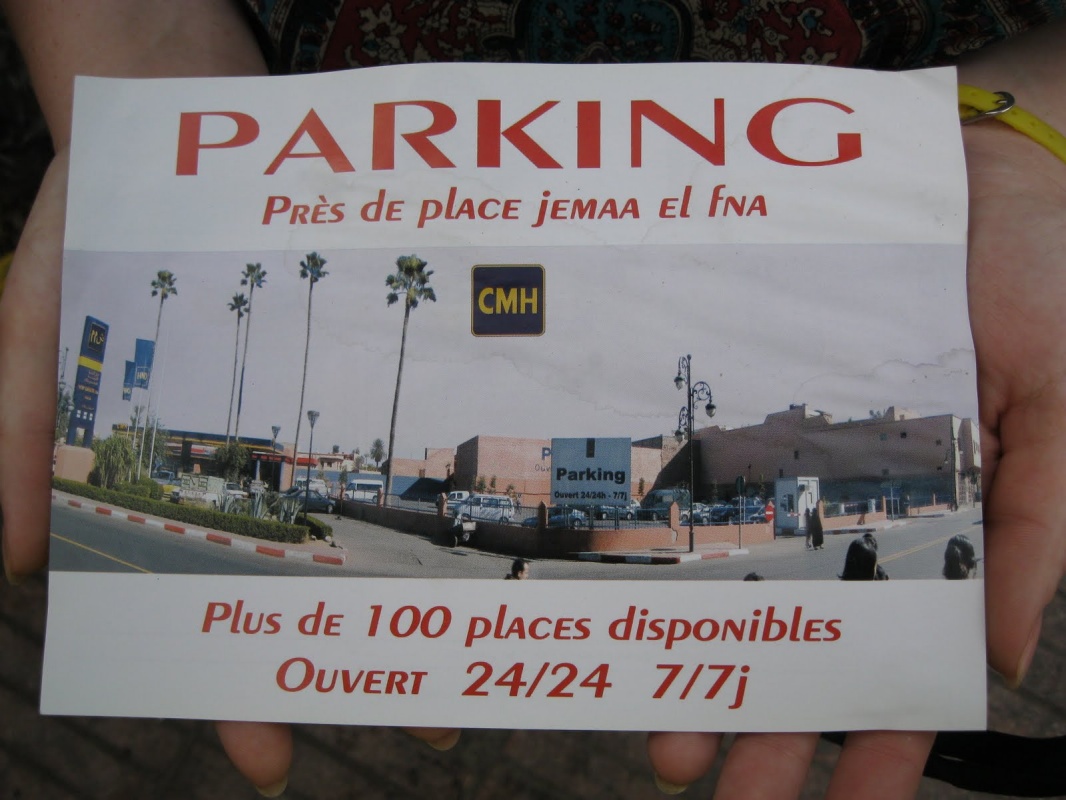 PARKING
Près de place jemaa el fna
CMH
Parking
Ouvert 24/24h - 7/7j
Plus de 100 places disponibles
Ouvert 24/24 7/7j